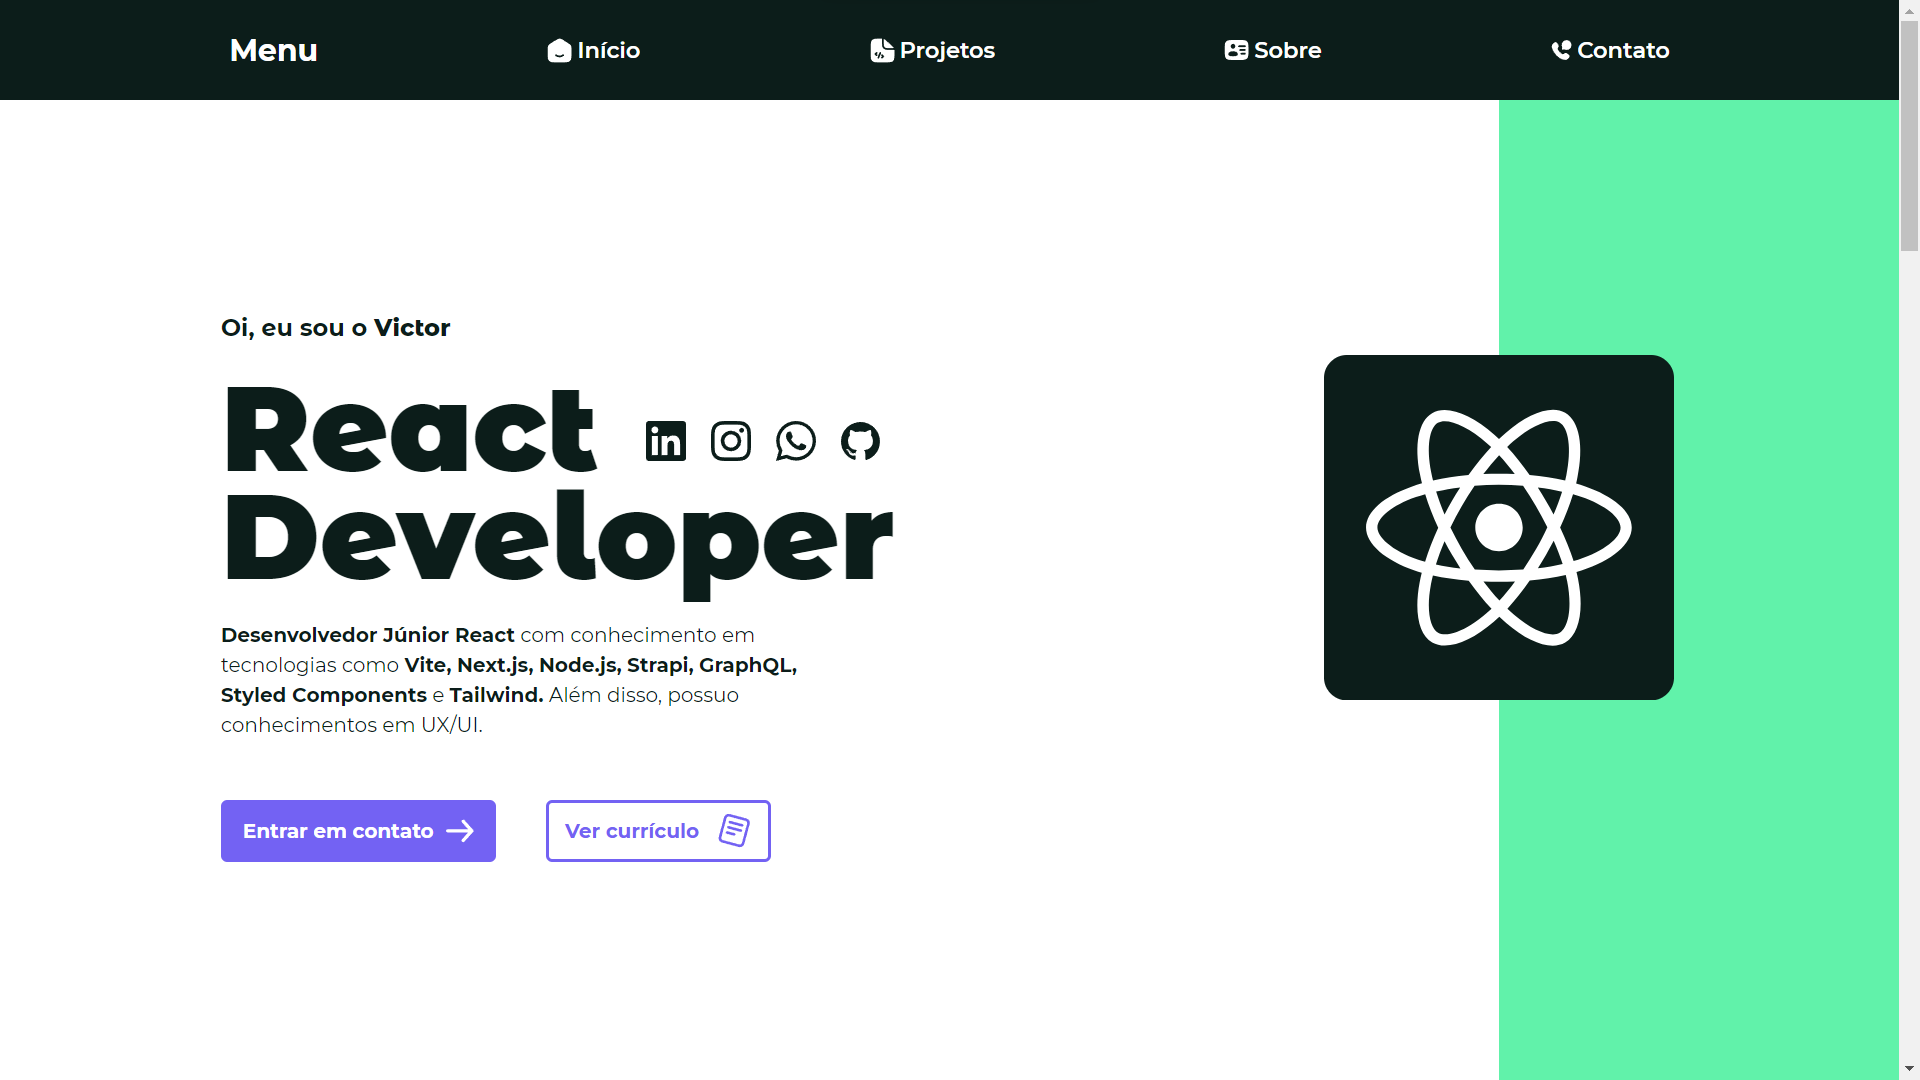 Menu
Início
Projetos
Sobre
Contato
Oi, eu sou o Victor
React
Developer
Desenvolvedor Júnior React com conhecimento em
tecnologias como Vite, Next.js, Node.js, Strapi, GraphQL,
Styled Components e Tailwind. Além disso, possuo
conhecimentos em UX/UI.
Entrar em contato
Ver currículo